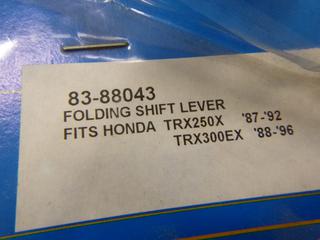 83-88043
FOLDING SHIFT LEVER
FITS HONDA TRX250X '87-'92
TRX300EX '88-'96